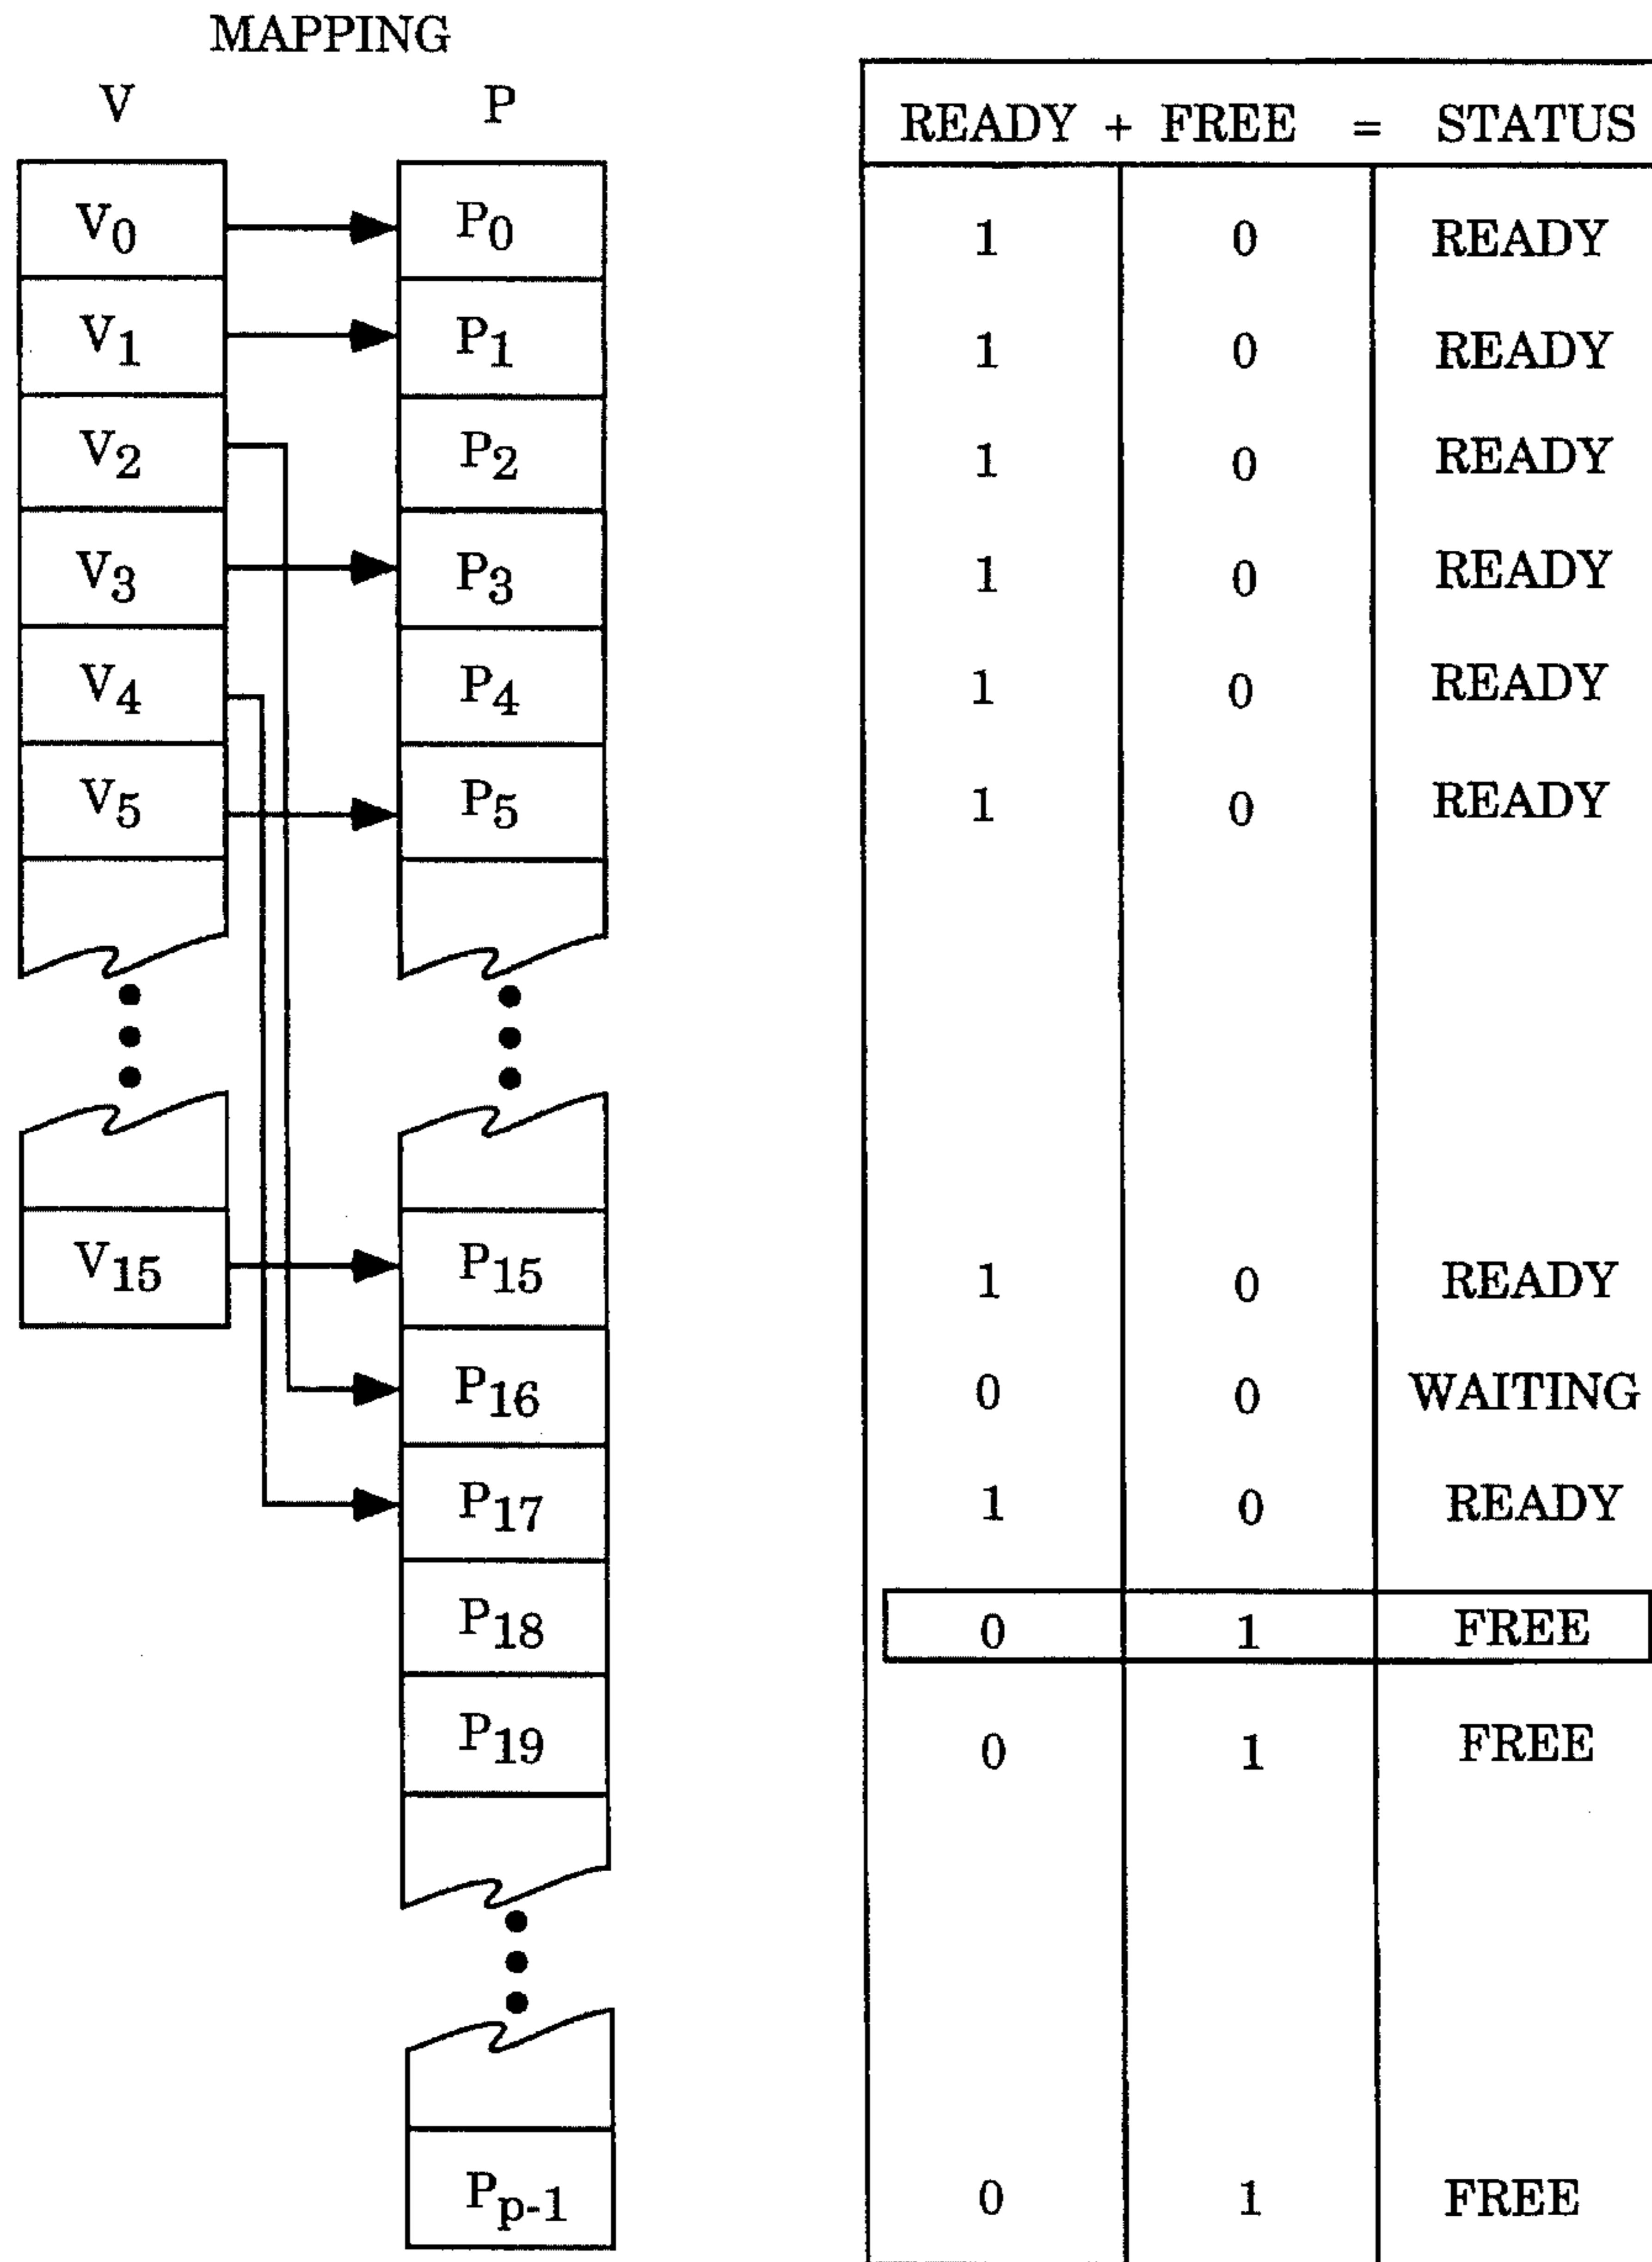 MAPPING
V P
READY + FREE = STATUS
V0 P0 1 0 READY
V1 P1 1 0 READY
V2 P2 1 0 READY
V3 P3 1 0 READY
V4 P4 1 0 READY
V5 P5 1 0 READY
V15 P15 1 0 READY
P16 0 0 WAITING
P17 1 0 READY
P18 0 1 FREE
P19 0 1 FREE
Pp-1 0 1 FREE